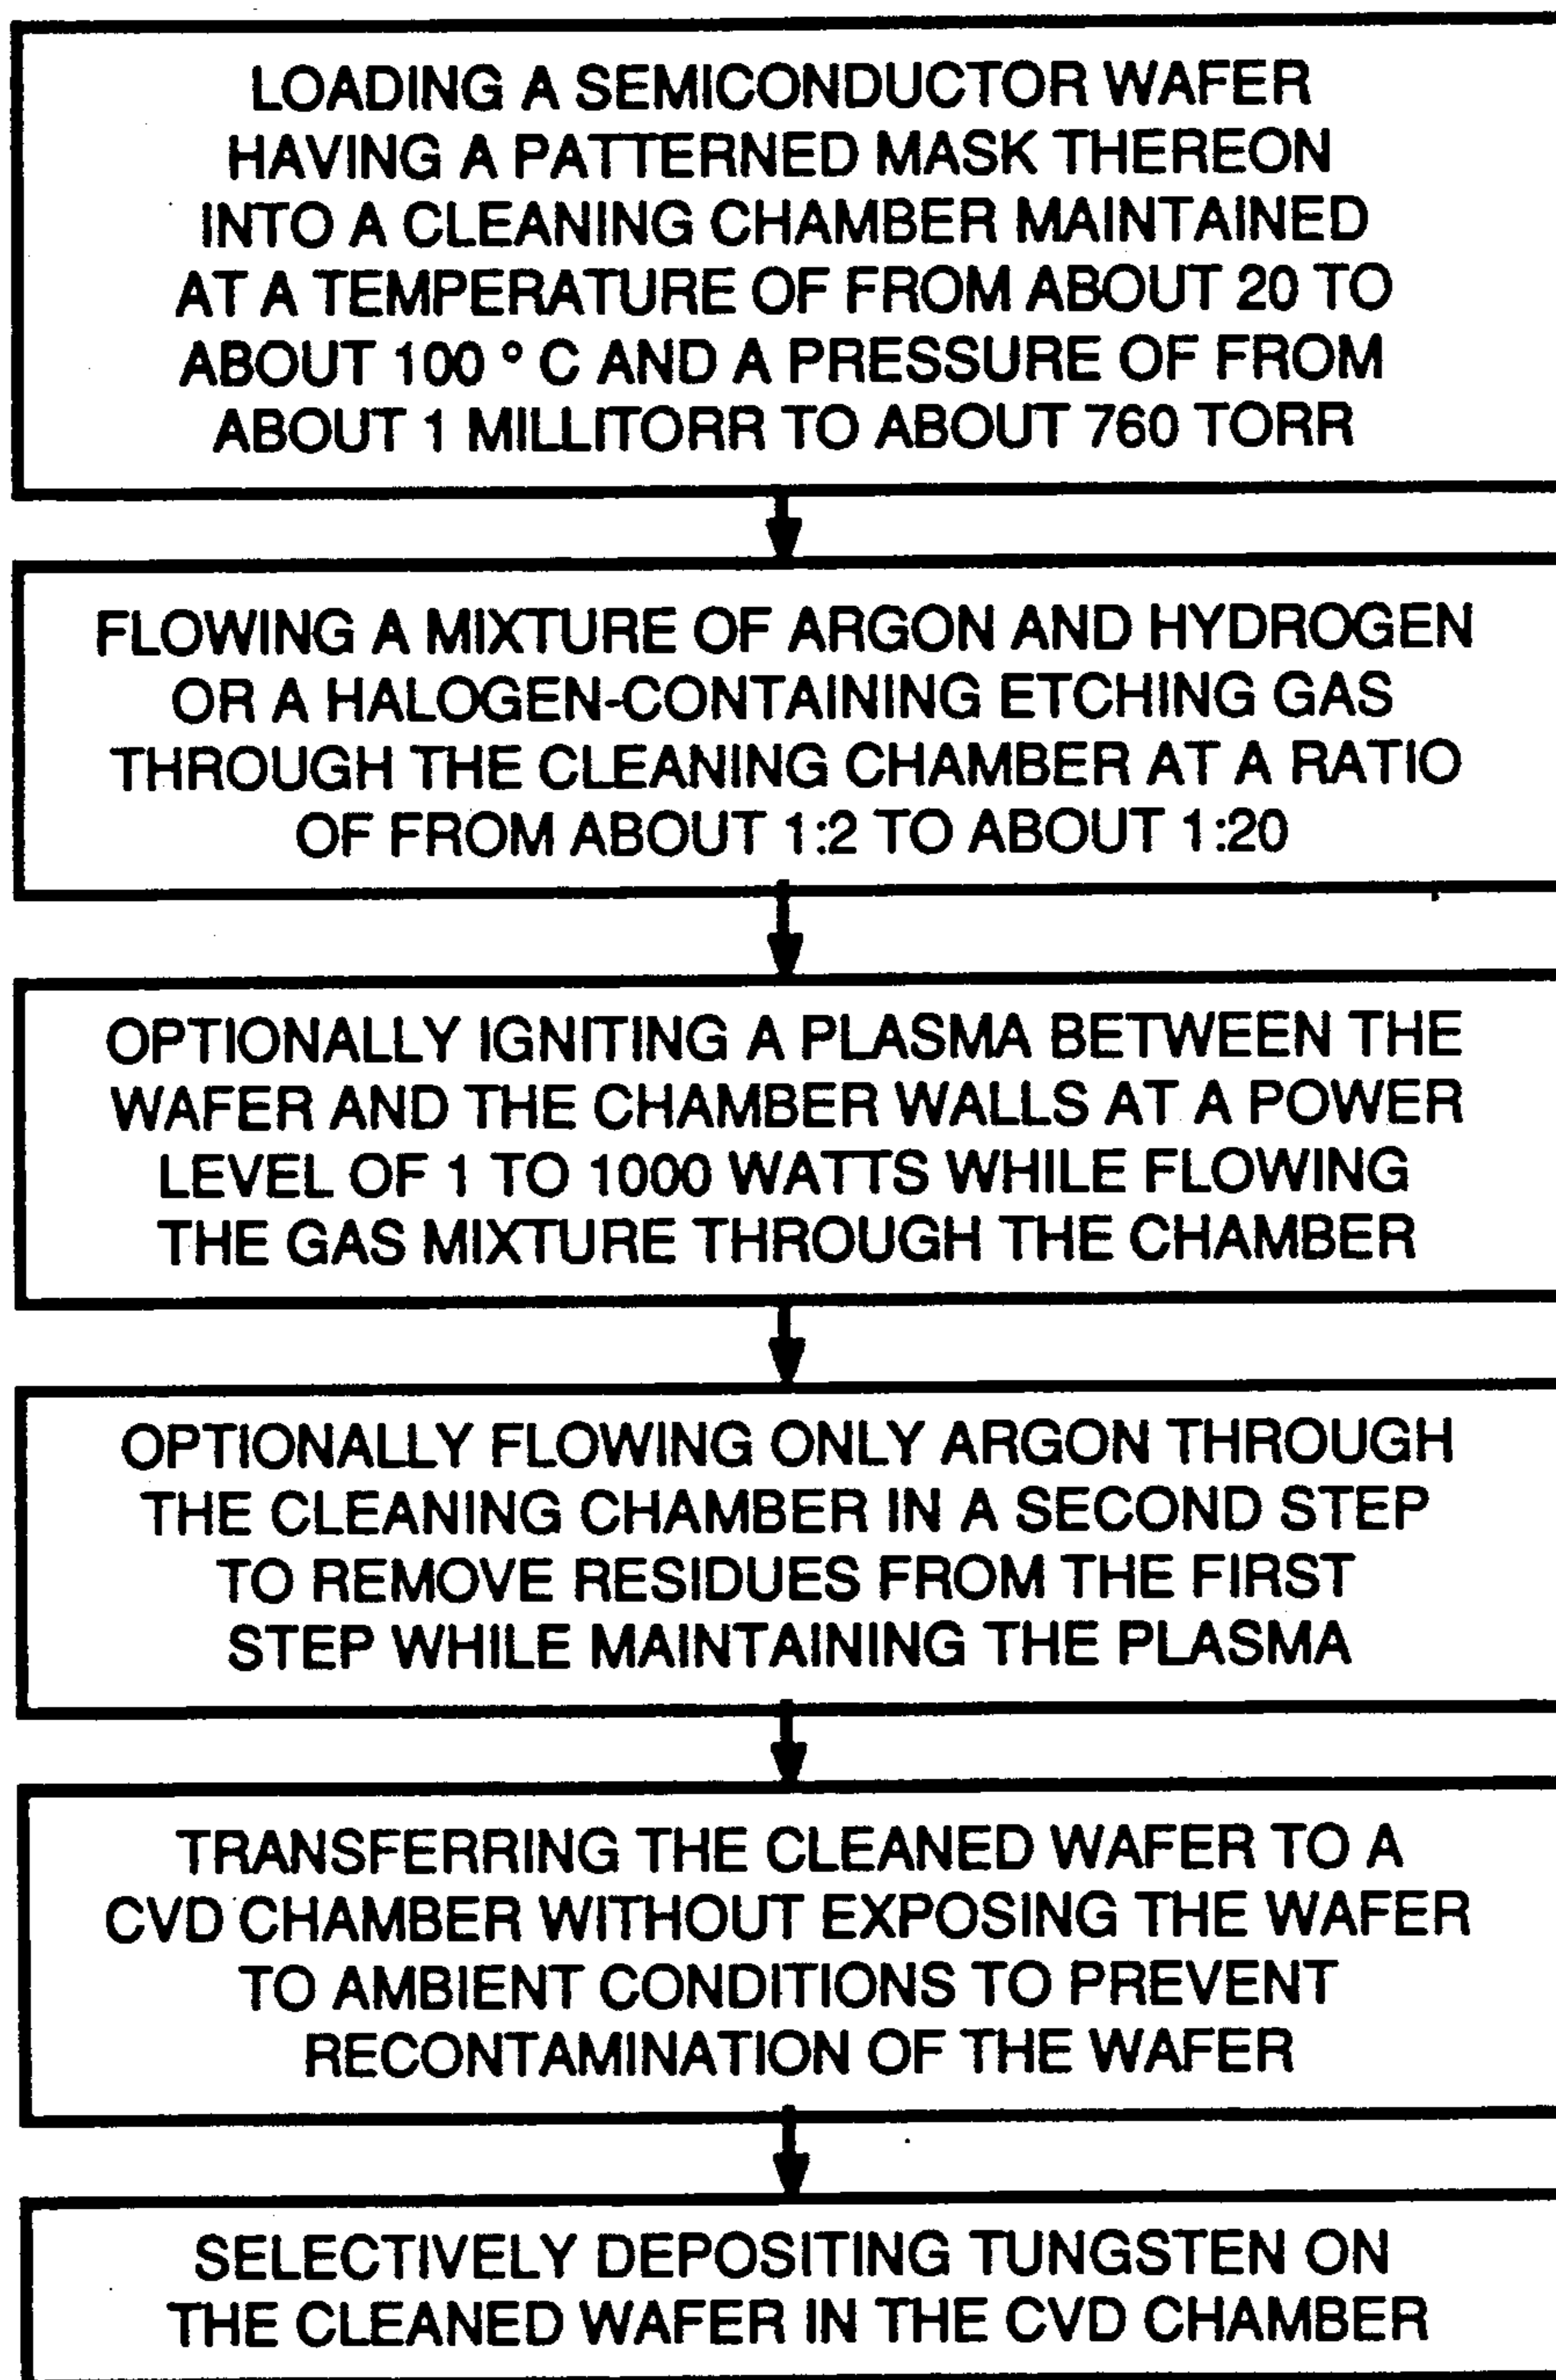 LOADING A SEMICONDUCTOR WAFER
HAVING A PATTERNED MASK THEREON
INTO A CLEANING CHAMBER MAINTAINED
AT A TEMPERATURE OF FROM ABOUT 20 TO
ABOUT 100 ° C AND A PRESSURE OF FROM
ABOUT 1 MILLITORR TO ABOUT 760 TORR
FLOWING A MIXTURE OF ARGON AND HYDROGEN
OR A HALOGEN-CONTAINING ETCHING GAS
THROUGH THE CLEANING CHAMBER AT A RATIO
OF FROM ABOUT 1:2 TO ABOUT 1:20
OPTIONALLY IGNITING A PLASMA BETWEEN THE
WAFER AND THE CHAMBER WALLS AT A POWER
LEVEL OF 1 TO 1000 WATTS WHILE FLOWING
THE GAS MIXTURE THROUGH THE CHAMBER
OPTIONALLY FLOWING ONLY ARGON THROUGH
THE CLEANING CHAMBER IN A SECOND STEP
TO REMOVE RESIDUES FROM THE FIRST
STEP WHILE MAINTAINING THE PLASMA
TRANSFERRING THE CLEANED WAFER TO A
CVD CHAMBER WITHOUT EXPOSING THE WAFER
TO AMBIENT CONDITIONS TO PREVENT
RECONTAMINATION OF THE WAFER
SELECTIVELY DEPOSITING TUNGSTEN ON
THE CLEANED WAFER IN THE CVD CHAMBER